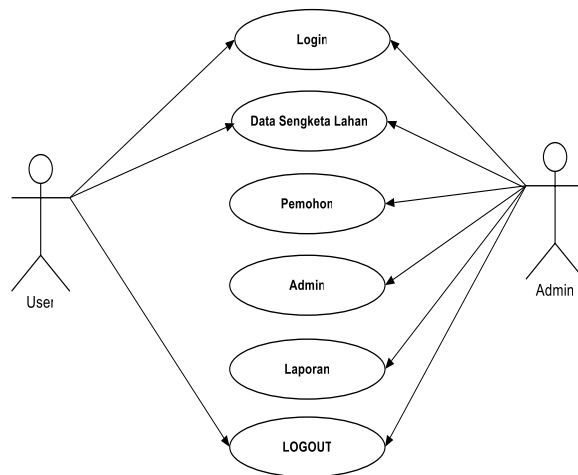 Login
Data Sengketa Lahan
Pemohon
Admin
User
Admin
Laporan
LOGOUT